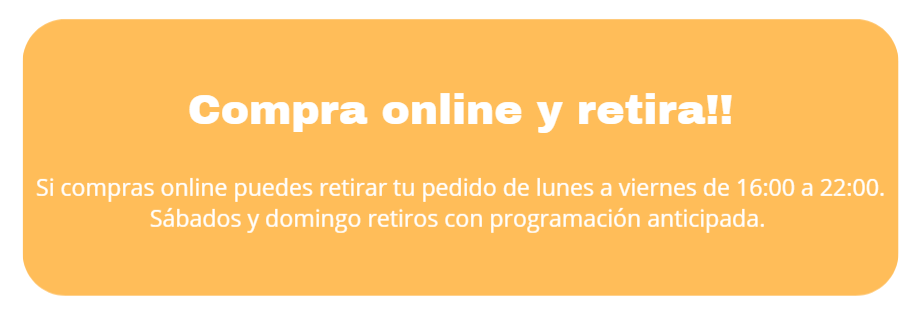 Compra online y retira!!
Si compras online puedes retirar tu pedido de lunes a viernes de 16:00 a 22:00.
Sábados y domingo retiros con programación anticipada.